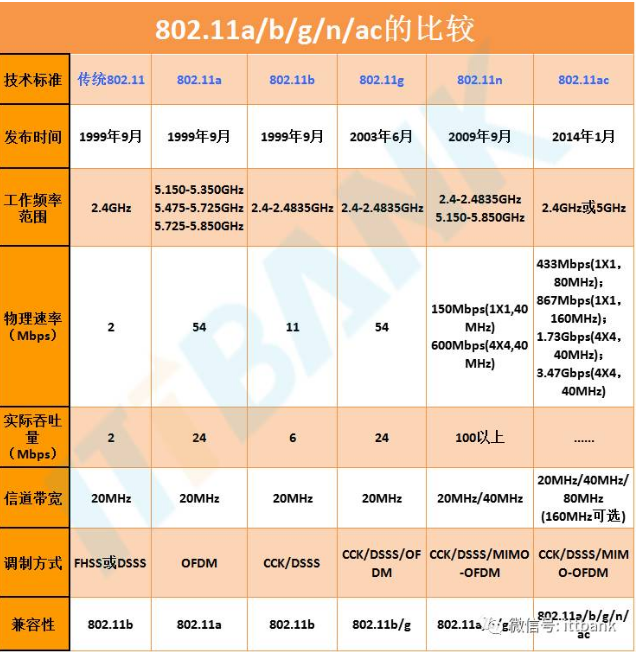 802.11a/b/g/n/ac的比较
技术标准 传统802.11 802.11a 802.11b 802.11g 802.11n 802.11ac
发布时间 1999年9月 1999年9月 1999年9月 2003年6月 2009年9月 2014年1月
工作频率
范围
2.4GHz
5.150-5.350GHz
5.475-5.725GHz
5.725-5.850GHz
2.4-2.4835GHz
2.4-2.4835GHz
2.4-2.4835GHz
5.150-5.850GHz
2.4GHz或5GHz
物理速率
（Mbps）
2
54
11
54
150Mbps(1X1,40
MHz)
600Mbps(4X4,40
MHz)
433Mbps(1X1，
80MHz)；
867Mbps(1X1，
160MHz)；
1.73Gbps(4X4，
40MHz)；
3.47Gbps(4X4，
40MHz)
实际吞吐
量
（Mbps）
2
24
6
24
100以上
......
信道带宽
20MHz
20MHz
20MHz
20MHz
20MHz/40MHz
20MHz/40MHz/
80MHz
(160MHz可选)
调制方式
FHSS或DSSS
OFDM
CCK/DSSS
CCK/DSSS/OF
DM
CCK/DSSS/MIMO
-OFDM
CCK/DSSS/MIM
O-OFDM
兼容性
802.11b
802.11a
802.11b
802.11b/g
802.11a/
802.11a/b/g/n/
ac
微信号: ittbank
ITTBANK